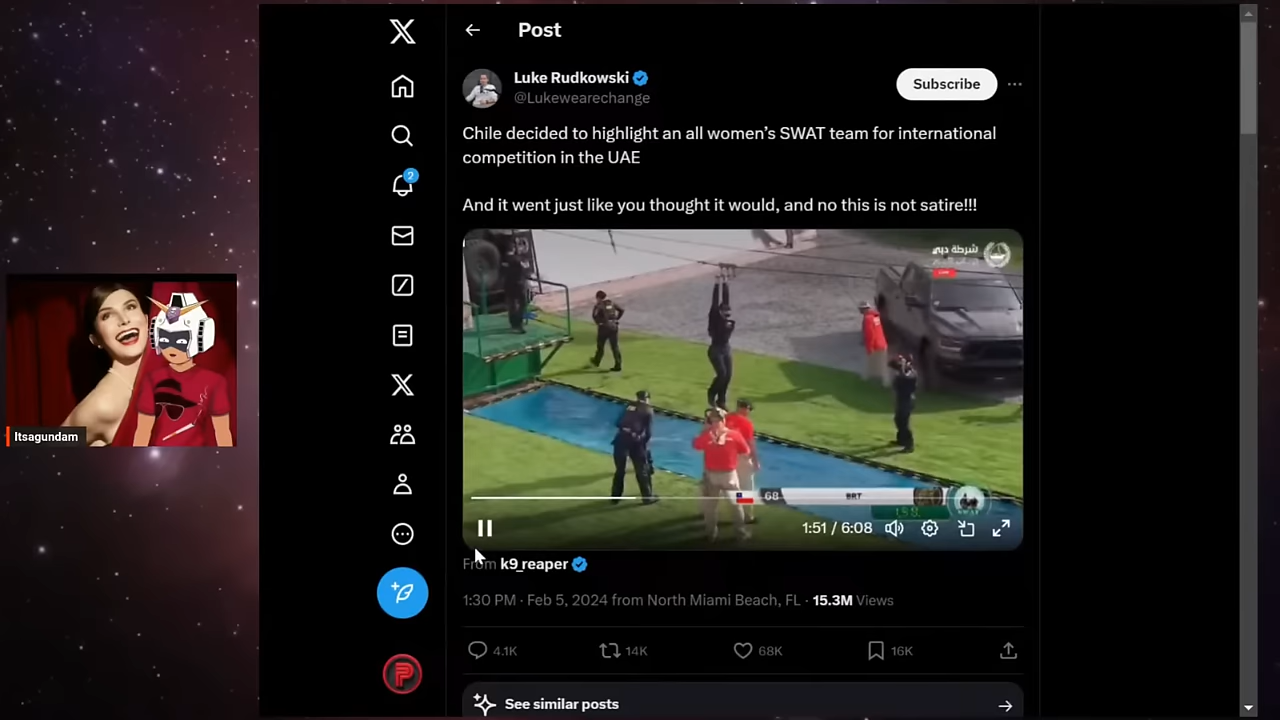 Post
Luke Rudkowski
@Lukewearechange
Subscribe
Chile decided to highlight an all women's SWAT team for international
competition in the UAE
And it went just like you thought it would, and no this is not satire!!!
2
شرطة دبي
68
BRT
1:51 / 6:08
Itsagundam
From k9_reaper
1:30 PM · Feb 5, 2024 from North Miami Beach, FL · 15.3M Views
4.1K
14K
68K
16K
See similar posts